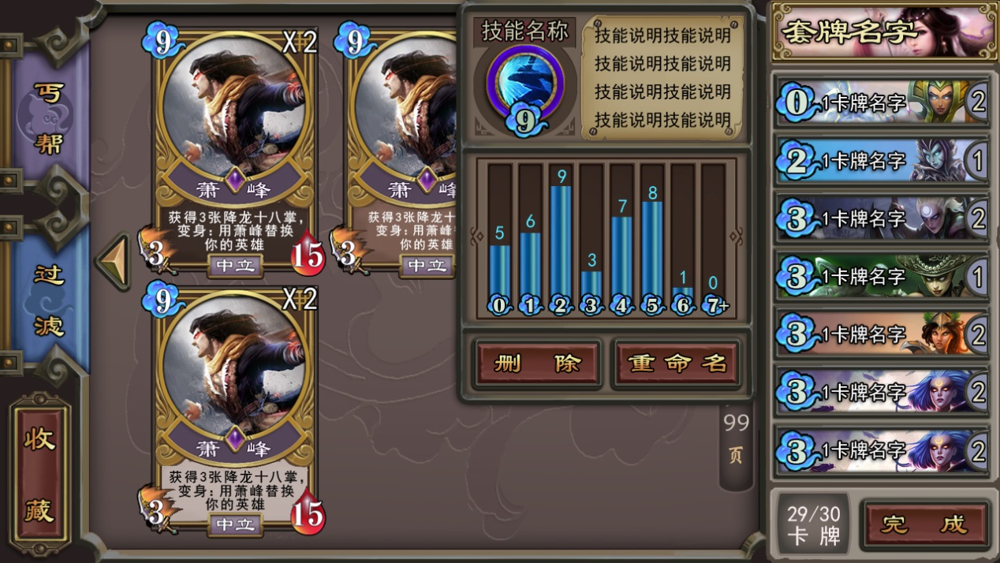 丐
帮
过
滤
收
藏
9
X2
萧 峰
获得3张降龙十八掌，
变身：用萧峰替换
你的英雄
3
中立
15
9
萧 峰
获得3张降龙十
变身：用萧峰
你的英雄
3
中立
9
X2
萧 峰
获得3张降龙十八掌，
变身：用萧峰替换
你的英雄
3
中立
15
技能名称
9
技能说明技能说明
技能说明技能说明
技能说明技能说明
技能说明技能说明
5 6 9 3 7 8 1 0
0 1 2 3 4 5 6 7+
删 除
重命名
99
页
套牌名字
0 1卡牌名字 2
2 1卡牌名字 1
3 1卡牌名字 2
3 1卡牌名字 1
3 1卡牌名字 2
3 1卡牌名字 2
3 1卡牌名字 2
29/30
卡 牌
完 成